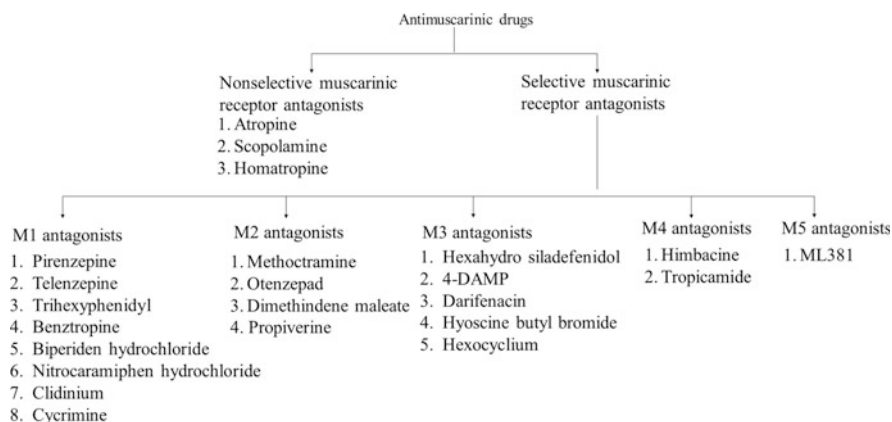 Antimuscarinic drugs
Nonselective muscarinic
receptor antagonists
1. Atropine
2. Scopolamine
3. Homatropine
Selective muscarinic
receptor antagonists
M1 antagonists
1. Pirenzepine
2. Telenzepine
3. Trihexyphenidyl
4. Benztropine
5. Biperiden hydrochloride
6. Nitrocaramiphen hydrochloride
7. Clidinium
8. Cycrimine
M2 antagonists
1. Methoctramine
2. Otenzepad
3. Dimethindene maleate
4. Propiverine
M3 antagonists
1. Hexahydro siladefenidol
2. 4-DAMP
3. Darifenacin
4. Hyoscine butyl bromide
5. Hexocyclium
M4 antagonists
1. Himbacine
2. Tropicamide
M5 antagonists
1. ML381